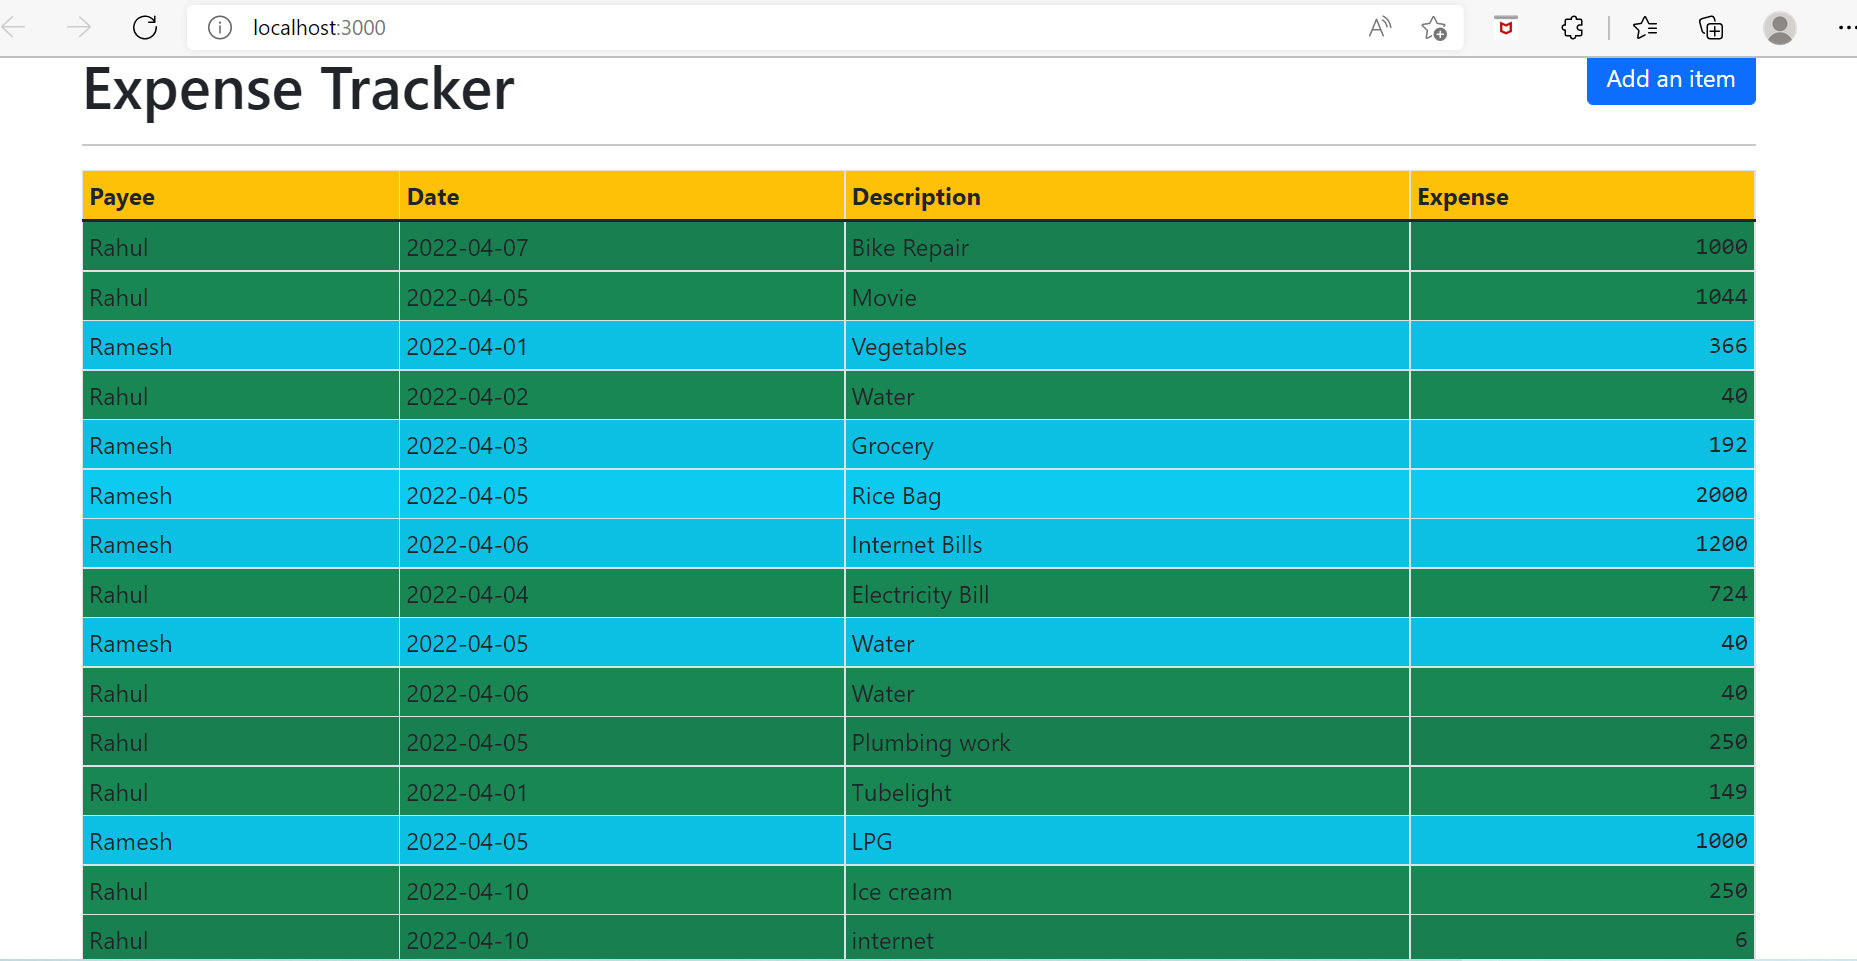 localhost:3000
Expense Tracker Add an item
Payee Date Description Expense
Rahul 2022-04-07 Bike Repair 1000
Rahul 2022-04-05 Movie 1044
Ramesh 2022-04-01 Vegetables 366
Rahul 2022-04-02 Water 40
Ramesh 2022-04-03 Grocery 192
Ramesh 2022-04-05 Rice Bag 2000
Ramesh 2022-04-06 Internet Bills 1200
Rahul 2022-04-04 Electricity Bill 724
Ramesh 2022-04-05 Water 40
Rahul 2022-04-06 Water 40
Rahul 2022-04-05 Plumbing work 250
Rahul 2022-04-01 Tubelight 149
Ramesh 2022-04-05 LPG 1000
Rahul 2022-04-10 Ice cream 250
Rahul 2022-04-10 internet 6